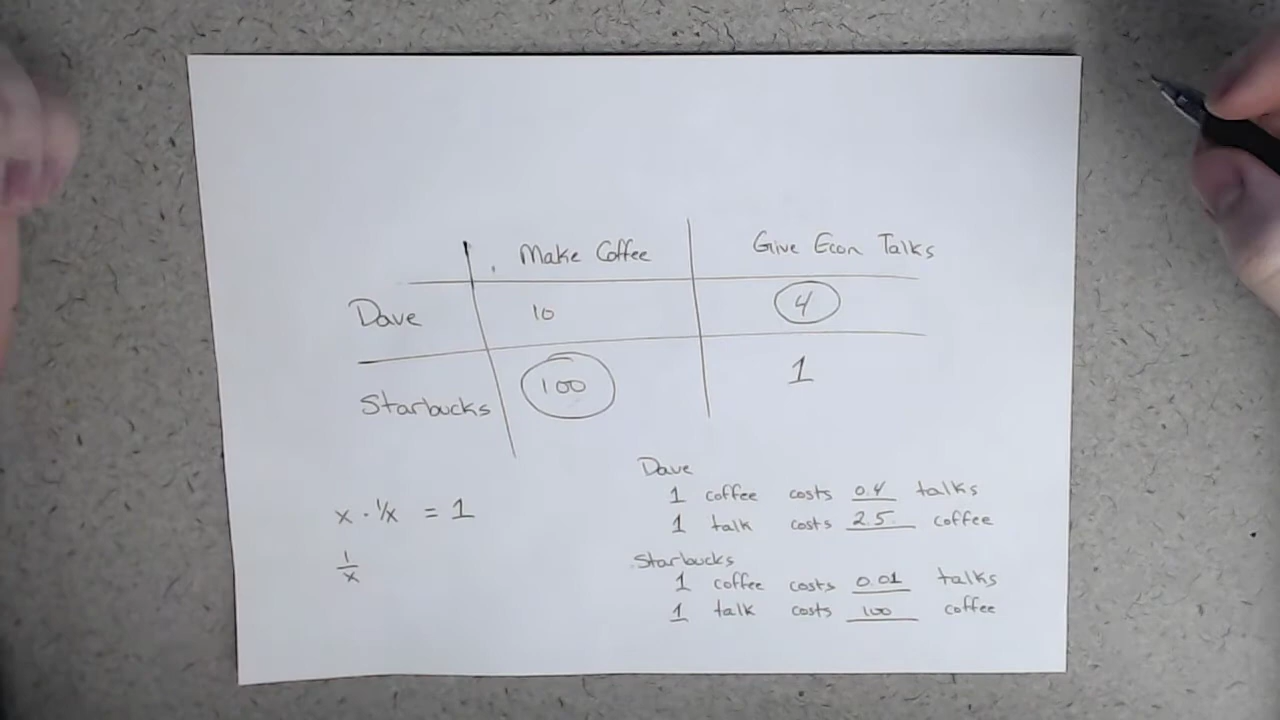 Make Coffee Give Econ Talks
Dave 10 4
Starbucks 100 1
Dave
1 coffee costs 0.4 talks
1 talk costs 2.5 coffee
Starbucks
1 coffee costs 0.01 talks
1 talk costs 100 coffee
x · 1/x = 1
1/x